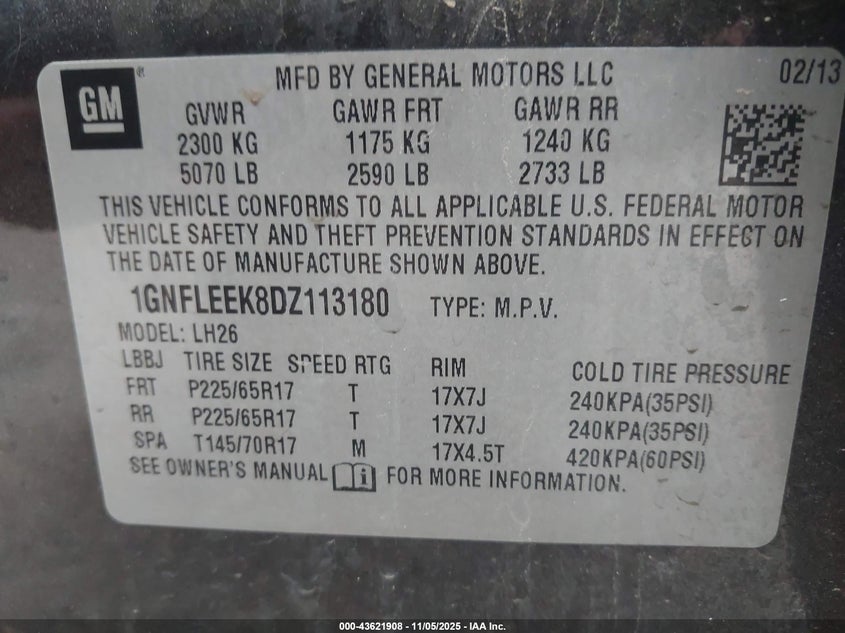 GM®
MFD BY GENERAL MOTORS LLC 02/13
GVWR GAWR FRT GAWR RR
2300 KG 1175 KG 1240 KG
5070 LB 2590 LB 2733 LB
THIS VEHICLE CONFORMS TO ALL APPLICABLE U.S. FEDERAL MOTOR
VEHICLE SAFETY AND THEFT PREVENTION STANDARDS IN EFFECT ON
THE DATE OF MANUFACTURE SHOWN ABOVE.
1GNFLEEK8DZ113180 TYPE: M.P.V.
MODEL: LH26
LBBJ TIRE SIZE SPEED RTG RIM COLD TIRE PRESSURE
FRT P225/65R17 T 17X7J 240KPA(35PSI)
RR P225/65R17 T 17X7J 240KPA(35PSI)
SPA T145/70R17 M 17X4.5T 420KPA(60PSI)
SEE OWNER'S MANUAL i FOR MORE INFORMATION.
000-43621908 - 11/05/2025 - IAA Inc.